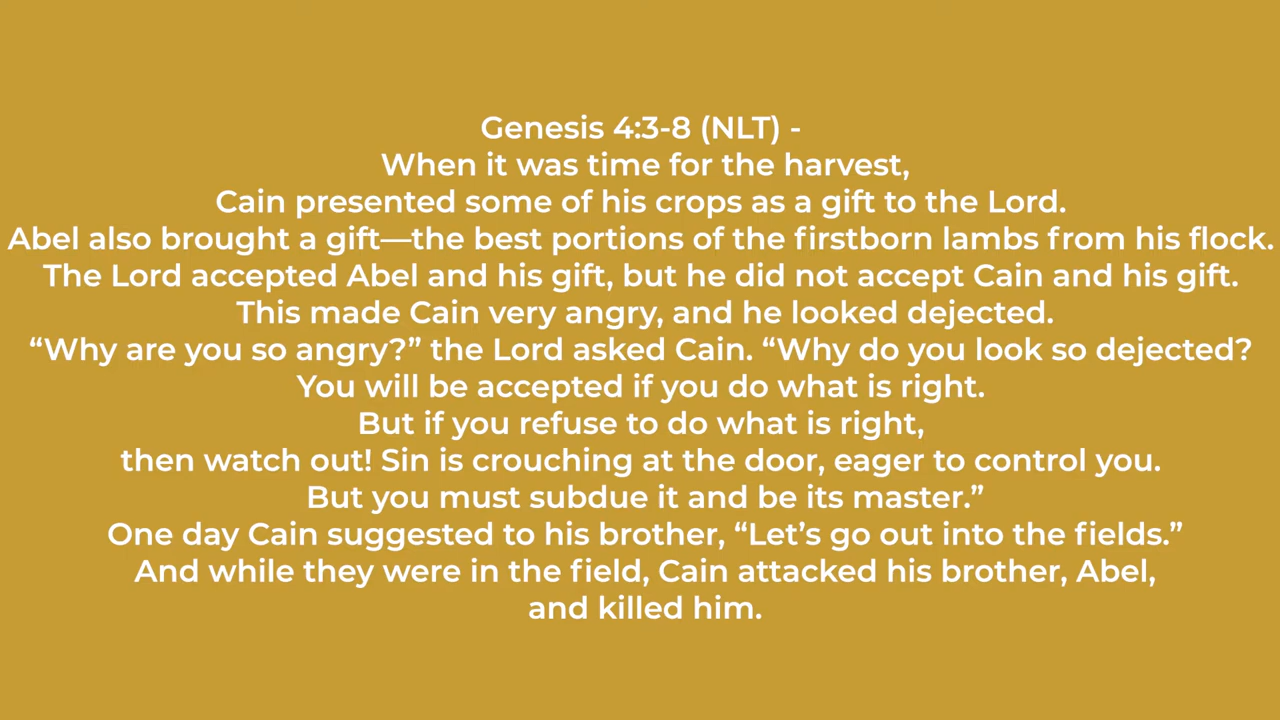 Genesis 4:3-8 (NLT) -
When it was time for the harvest,
Cain presented some of his crops as a gift to the Lord.
Abel also brought a gift—the best portions of the firstborn lambs from his flock.
The Lord accepted Abel and his gift, but he did not accept Cain and his gift.
This made Cain very angry, and he looked dejected.
“Why are you so angry?” the Lord asked Cain. “Why do you look so dejected?
You will be accepted if you do what is right.
But if you refuse to do what is right,
then watch out! Sin is crouching at the door, eager to control you.
But you must subdue it and be its master.”
One day Cain suggested to his brother, “Let’s go out into the fields.”
And while they were in the field, Cain attacked his brother, Abel,
and killed him.